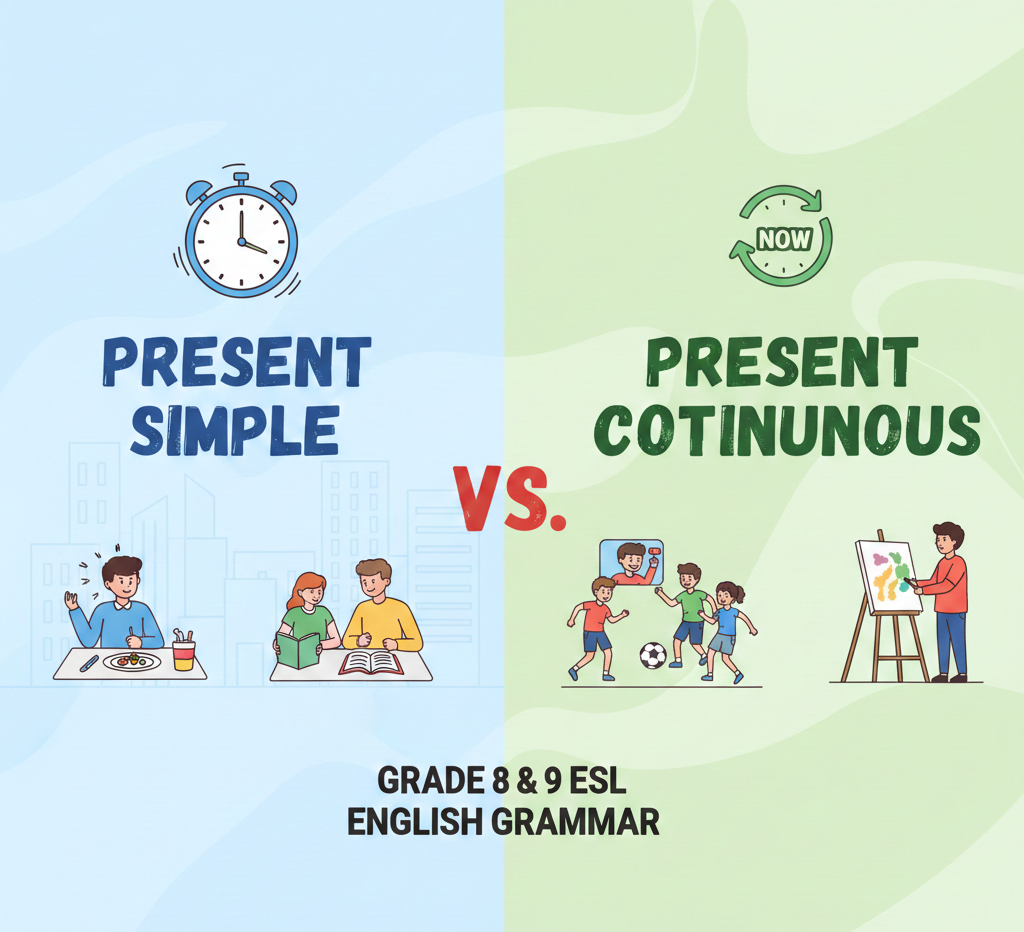 NOW
PRESENT
SIMPLE
PRESENT
COTINUNOUS
VS.
GRADE 8 & 9 ESL
ENGLISH GRAMMAR